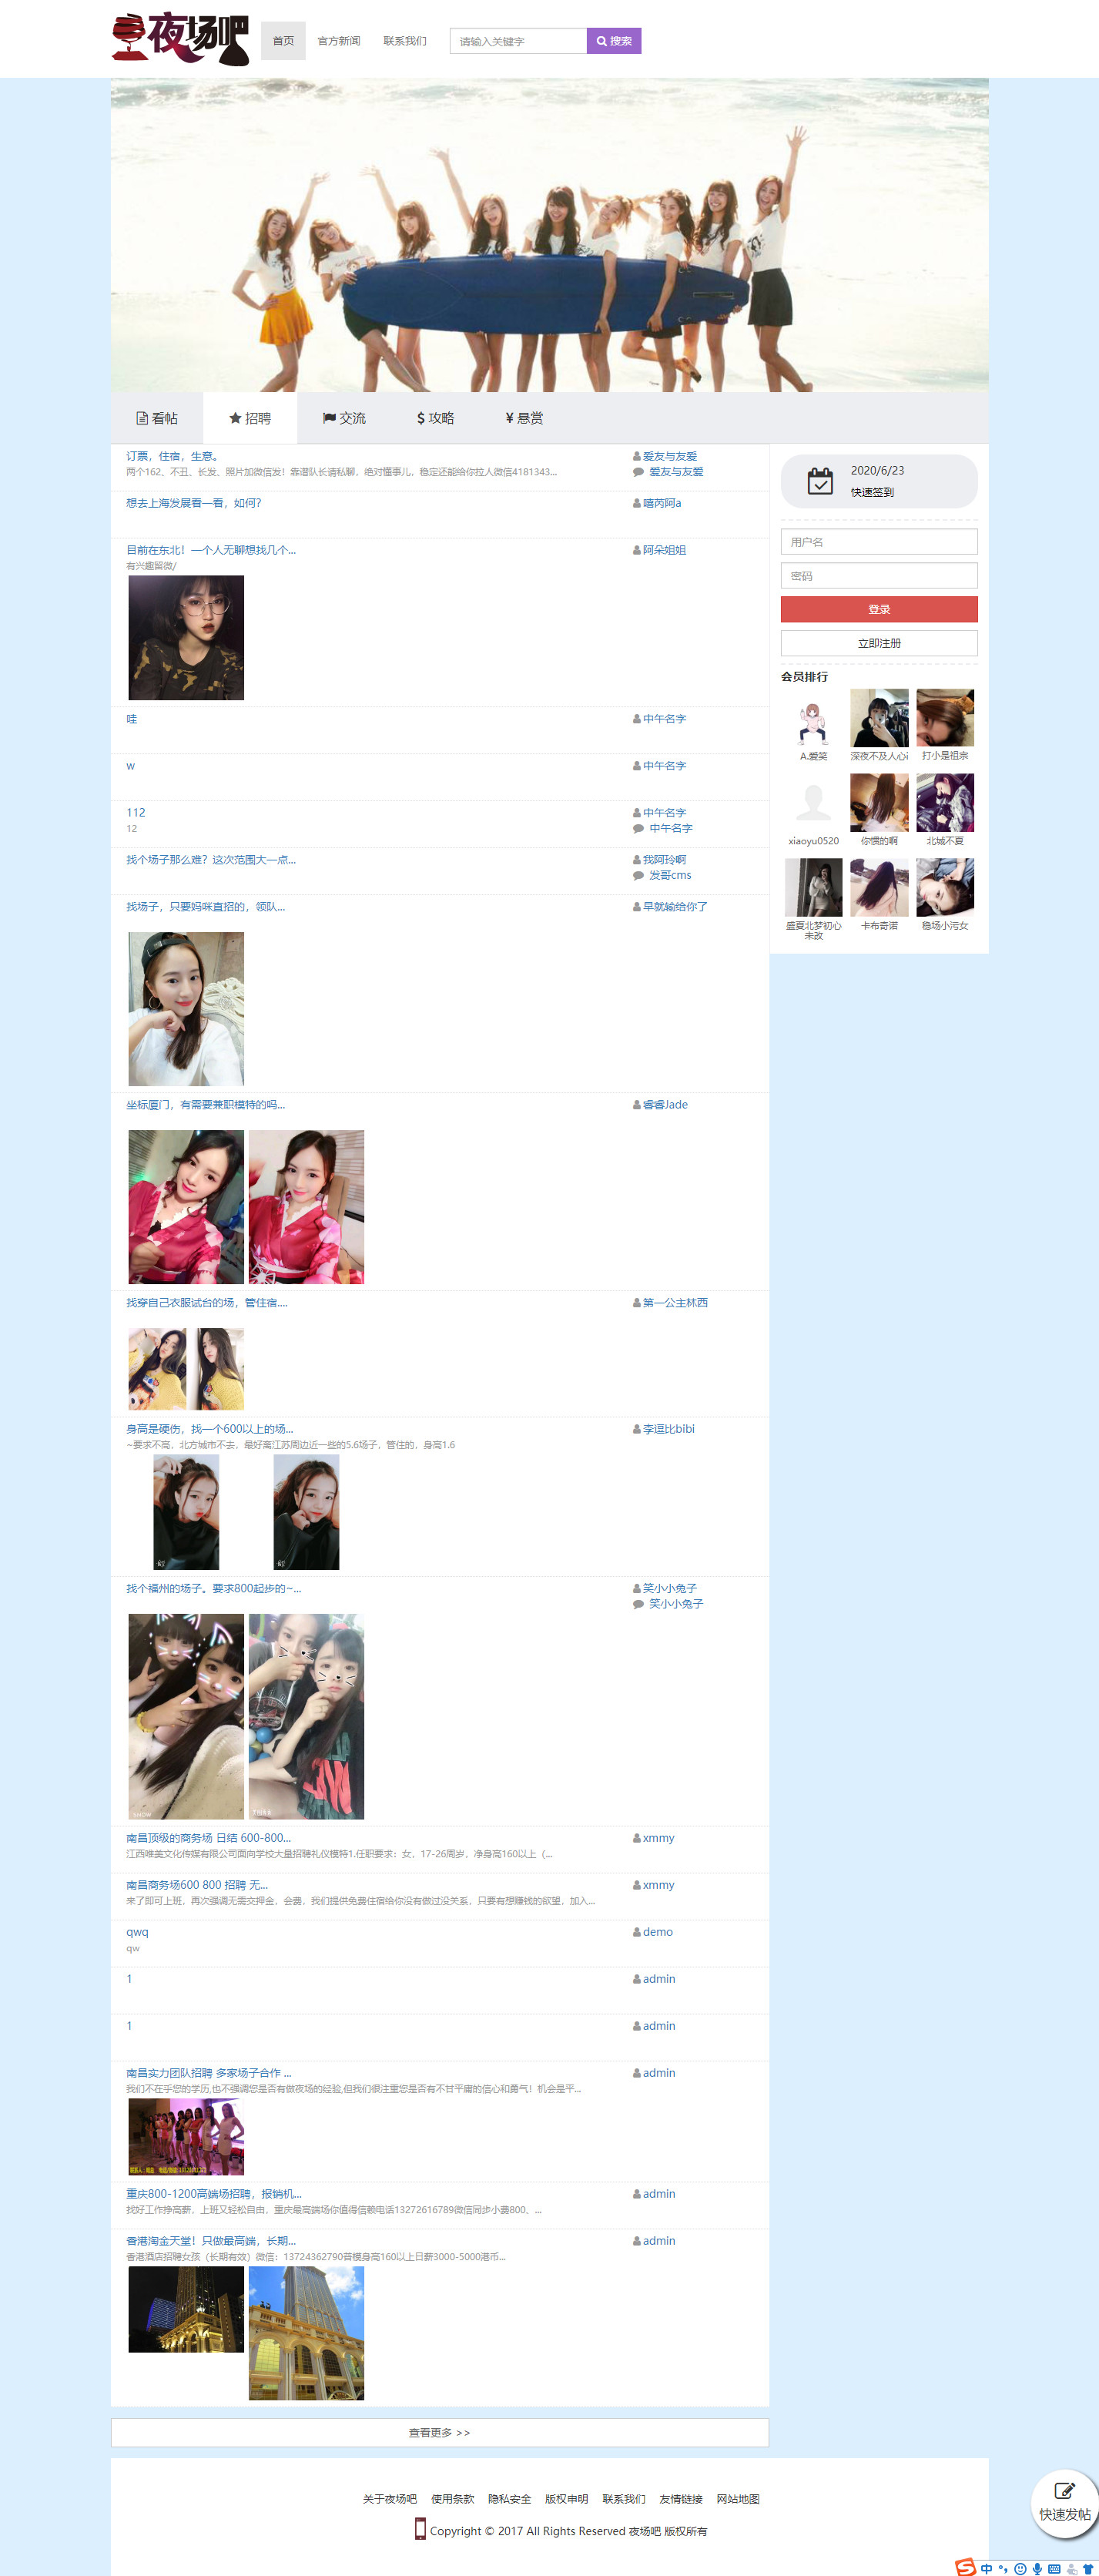 夜场吧
首页 官方新闻 联系我们 请输入关键字 搜索
看帖 招聘 交流 攻略 悬赏
订票，住宿，生意。 爱友与友爱
两个162、不丑、长发、照片加微信发！靠谱队长请私聊，绝对懂事儿，稳定还能给你拉人微信4181343... 爱友与友爱
想去上海发展看一看，如何？ 嘻芮阿a
目前在东北！一个人无聊想找几个... 阿朵姐姐
有兴趣留微/
哇 中午名字
w 中午名字
112 中午名字
12 中午名字
找个场子那么难？这次范围大一点... 我阿玲啊
发哥cms
找场子，只要妈咪直招的，领队... 早就输给你了
坐标厦门，有需要兼职模特的吗... 睿睿Jade
找穿自己衣服试台的场，管住宿.... 第一公主林西
身高是硬伤，找一个600以上的场... 李逗比bibi
~要求不高，北方城市不去，最好离江苏周边近一些的5.6场子，管住的，身高1.6
找个福州的场子。要求800起步的~... 笑小小兔子
笑小小兔子
南昌顶级的商务场 日结 600-800... xmmy
江西唯美文化传媒有限公司面向学校大量招聘礼仪模特1.任职要求：女，17-26周岁，净身高160以上（...
南昌商务场600 800 招聘 无... xmmy
来了即可上班，再次强调无需交押金，会费，我们提供免费住宿给你没有做过没关系，只要有想赚钱的欲望，加入...
qwq demo
qw
1 admin
1 admin
南昌实力团队招聘 多家场子合作 ... admin
我们不在乎您的学历,也不强调您是否有做夜场的经验,但我们很注重您是否有不甘平庸的信心和勇气！机会是平...
重庆800-1200高端场招聘，报销机... admin
找好工作挣高薪，上班又轻松自由，重庆最高端场你值得信赖电话13272616789微信同步小费800、...
香港淘金天堂！只做最高端，长期... admin
香港酒店招聘女孩（长期有效）微信：13724362790普模身高160以上日薪3000-5000港币...
查看更多 >>
2020/6/23
快速签到
用户名
密码
登录
立即注册
会员排行
A.爱笑 深夜不及人心 打小是祖宗
xiaoyu0520 你惯的啊 北城不夏
盛夏北梦初心未改 卡布奇诺 稳场小污女
关于夜场吧 使用条款 隐私安全 版权申明 联系我们 友情链接 网站地图
Copyright © 2017 All Rights Reserved 夜场吧 版权所有
快速发帖
中